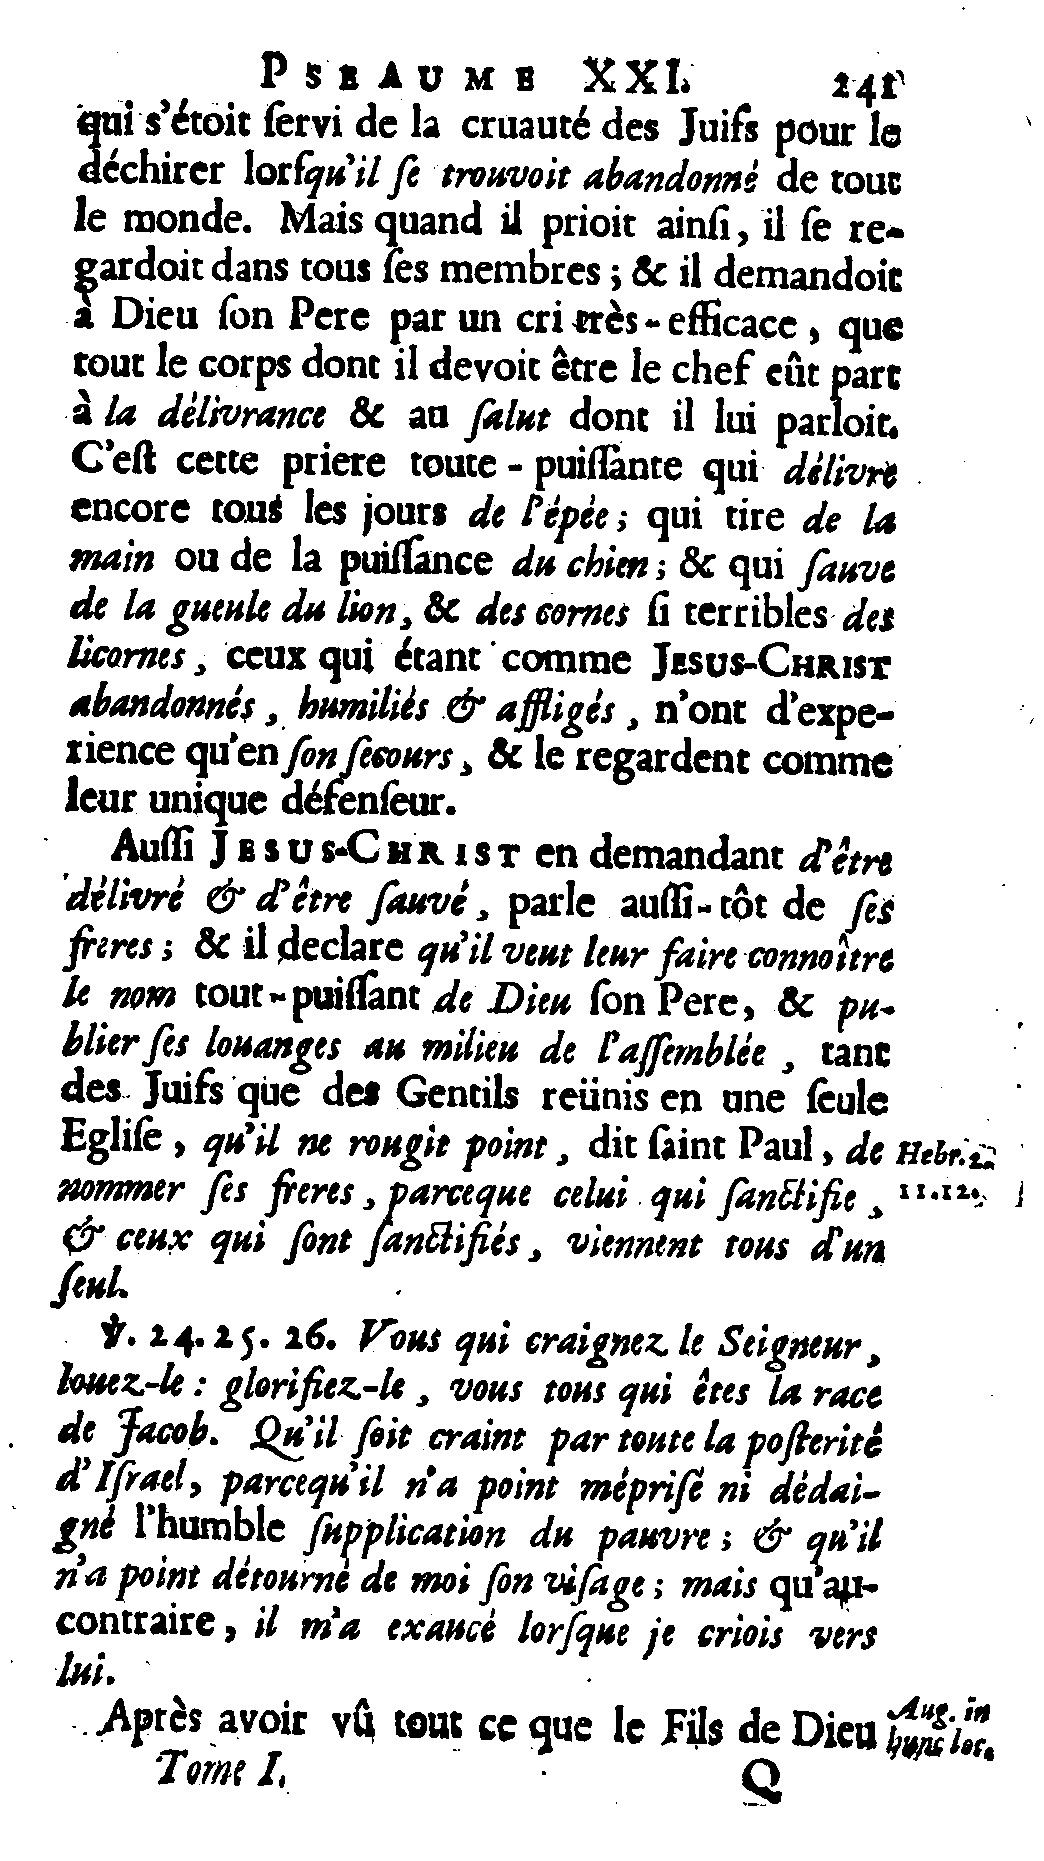 PSEAUME XXI. 241
qui s'étoit ſervi de la cruauté des Juifs pour le
déchirer lorſqu'il ſe trouvoit abandonné de tout
le monde. Mais quand il prioit ainſi, il ſe re-
gardoit dans tous ſes membres ; & il demandoit
à Dieu ſon Pere par un cri très-efficace, que
tout le corps dont il devoit être le chef eût part
à la délivrance & au ſalut dont il lui parloit.
C'eſt cette priere toute-puiſſante qui délivre
encore tous les jours de l'épée ; qui tire de la
main ou de la puiſſance du chien ; & qui ſauve
de la gueule du lion, & des cornes ſi terribles des
licornes, ceux qui étant comme JESUS-CHRIST
abandonnés, humiliés & affligés, n'ont d'expe-
rience qu'en ſon ſecours, & le regardent comme
leur unique défenſeur.
Auſſi JESUS-CHRIST en demandant d'être
délivré & d'être ſauvé, parle auſſi-tôt de ſes
freres ; & il declare qu'il veut leur faire connoître
le nom tout-puiſſant de Dieu ſon Pere, & pu-
blier ſes louanges au milieu de l'aſſemblée, tant
des Juifs que des Gentils reünis en une ſeule
Egliſe, qu'il ne rougit point, dit ſaint Paul, de Hebr. 2.
nommer ſes freres, parceque celui qui ſanctifie, 11.12.
& ceux qui ſont ſanctifiés, viennent tous d'un
ſeul.
℣. 24. 25. 26. Vous qui craignez le Seigneur,
louez-le : glorifiez-le, vous tous qui êtes la race
de Jacob. Qu'il ſoit craint par toute la poſterité
d'Iſrael, parcequ'il n'a point mépriſé ni dédai-
gné l'humble ſupplication du pauvre ; & qu'il
n'a point détourné de moi ſon viſage ; mais qu'au-
contraire, il m'a exaucé lorſque je criois vers
lui.
Après avoir vû tout ce que le Fils de Dieu Aug. in
hunc loc.
Tome I. Q